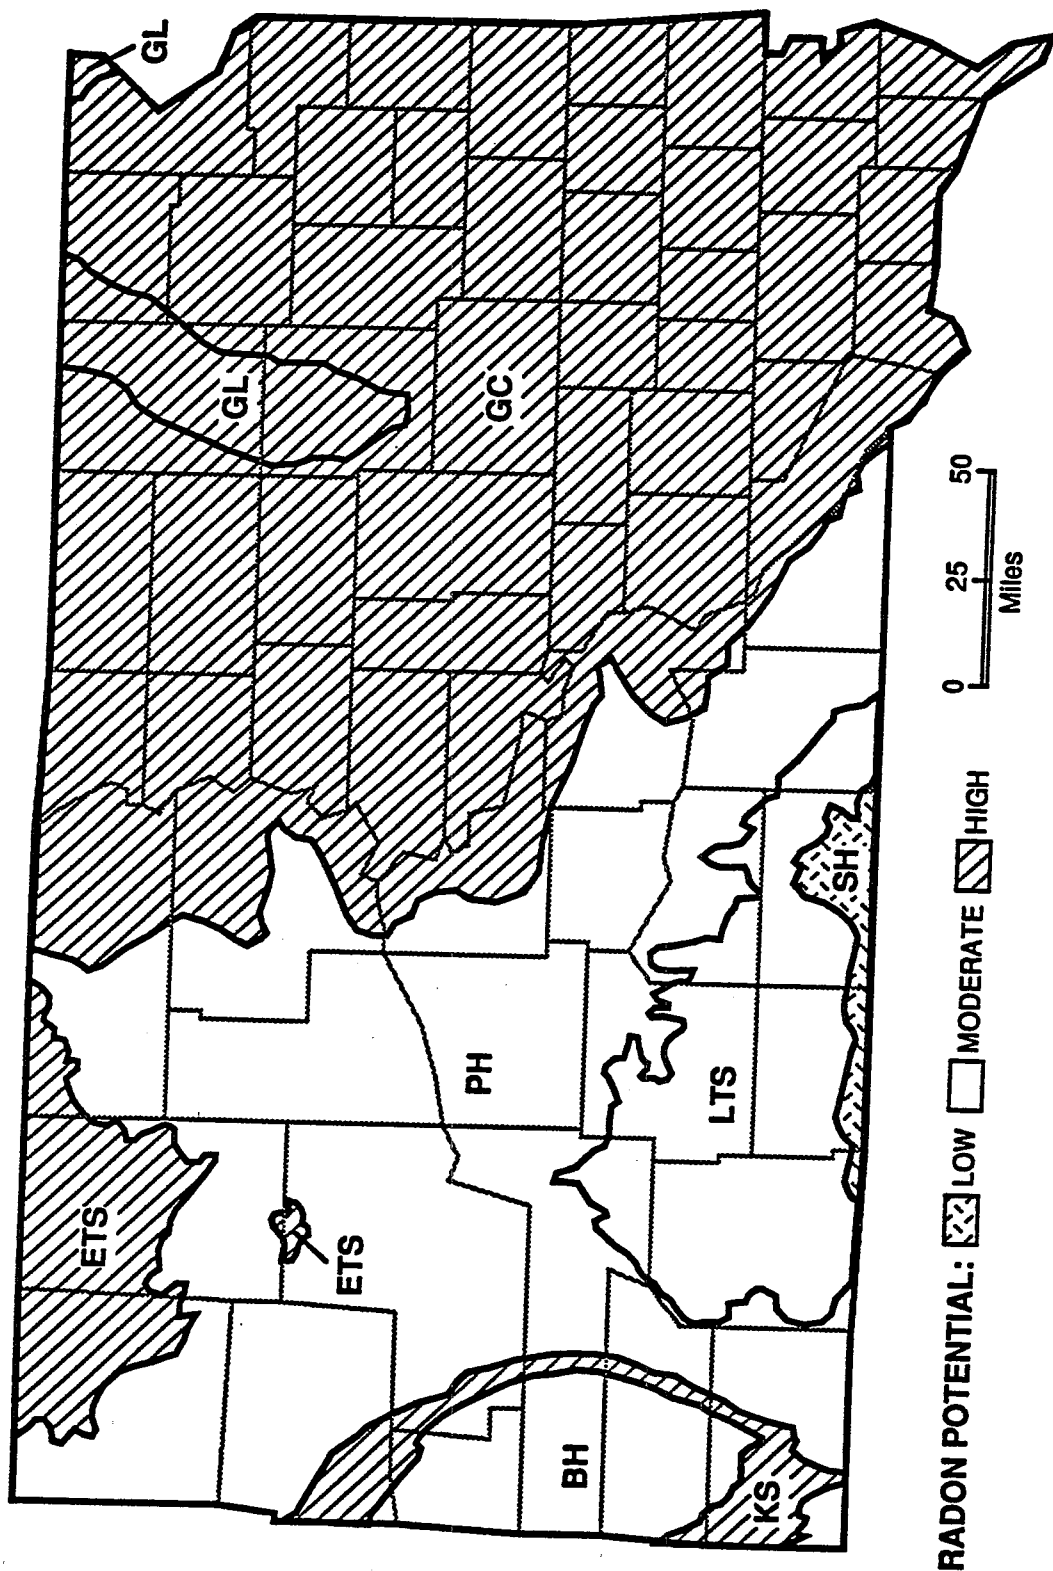 GL
GL
GC
ETS
ETS
PH
LTS
SH
BH
KS
0 25 50
Miles
RADON POTENTIAL: LOW MODERATE HIGH